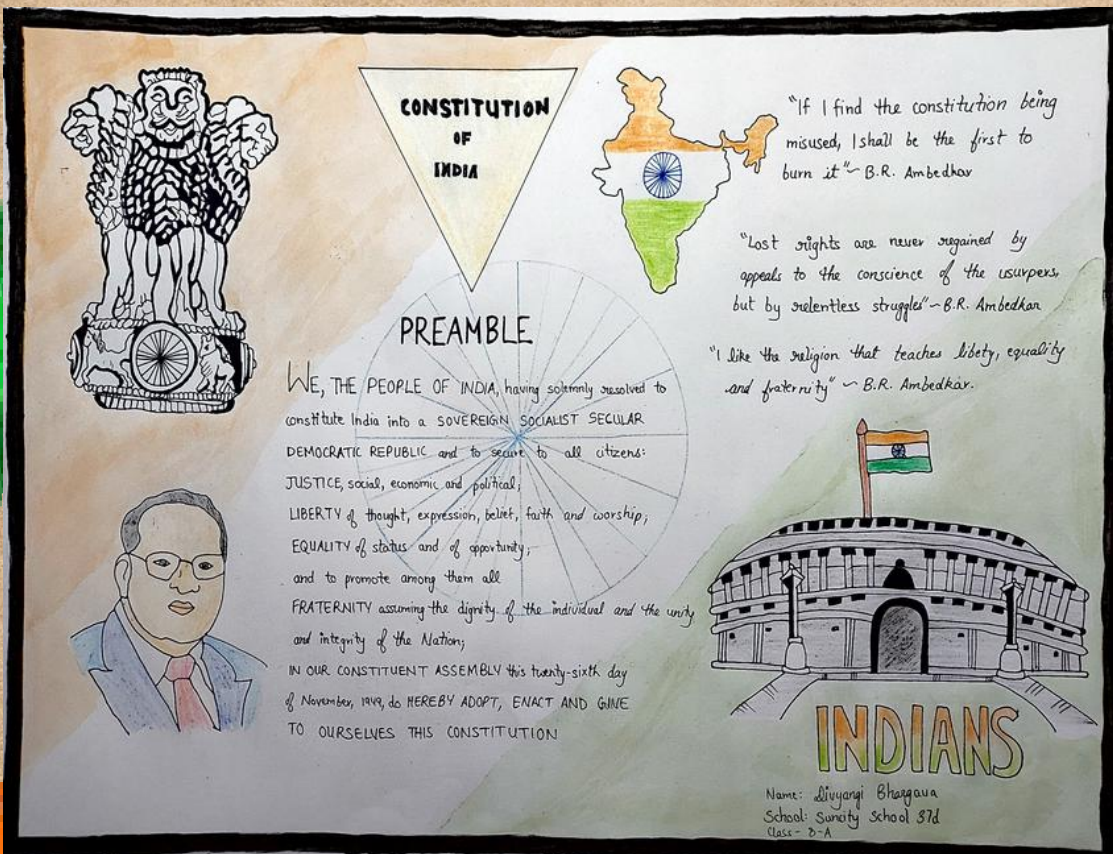 CONSTITUTION
OF
INDIA
"If I find the constitution being
misused, I shall be the first to
burn it" ~ B.R. Ambedkar
"Lost rights are never regained by
appeals to the conscience of the usurpers,
but by relentless struggles" ~ B.R. Ambedkar
"I like the religion that teaches libety, equality
and fraternity" ~ B.R. Ambedkar.
PREAMBLE
WE, THE PEOPLE OF INDIA, having solemnly resolved to
constitute India into a SOVEREIGN SOCIALIST SECULAR
DEMOCRATIC REPUBLIC and to secure to all citizens:
JUSTICE, social, economic and political;
LIBERTY of thought, expression, belief, faith and worship;
EQUALITY of status and of opportunity;
and to promote among them all
FRATERNITY assuming the dignity of the individual and the unity
and integrity of the Nation;
IN OUR CONSTITUENT ASSEMBLY this twenty-sixth day
of November, 1949, do HEREBY ADOPT, ENACT AND GIVE
TO OURSELVES THIS CONSTITUTION
INDIANS
Name: Divyangi Bhargava
School: Suncity School 37d
Class - 8-A